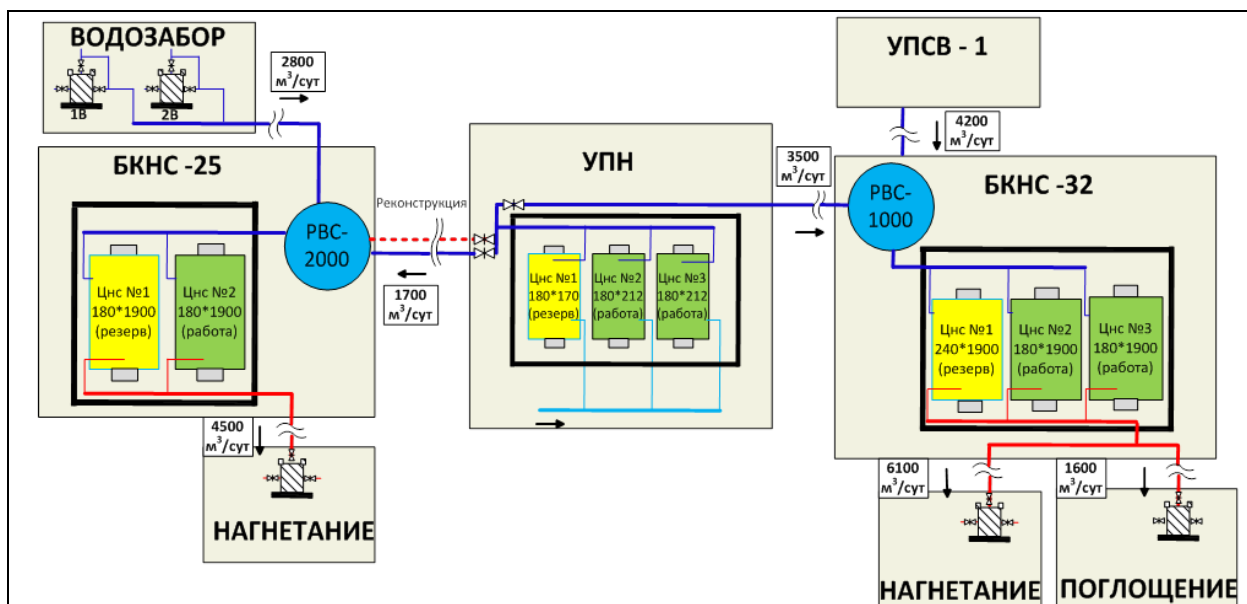 ВОДОЗАБОР
1В
2В
2800
м³/сут
БКНС -25
РВС-
2000
Цнс №1
180*1900
(резерв)
Цнс №2
180*1900
(работа)
4500
м³/сут
НАГНЕТАНИЕ
Реконструкция
1700
м³/сут
УПН
Цнс №1
180*170
(резерв)
Цнс №2
180*212
(работа)
Цнс №3
180*212
(работа)
3500
м³/сут
УПСВ - 1
4200
м³/сут
БКНС -32
РВС-
1000
Цнс №1
240*1900
(резерв)
Цнс №2
180*1900
(работа)
Цнс №3
180*1900
(работа)
6100
м³/сут
НАГНЕТАНИЕ
1600
м³/сут
ПОГЛОЩЕНИЕ